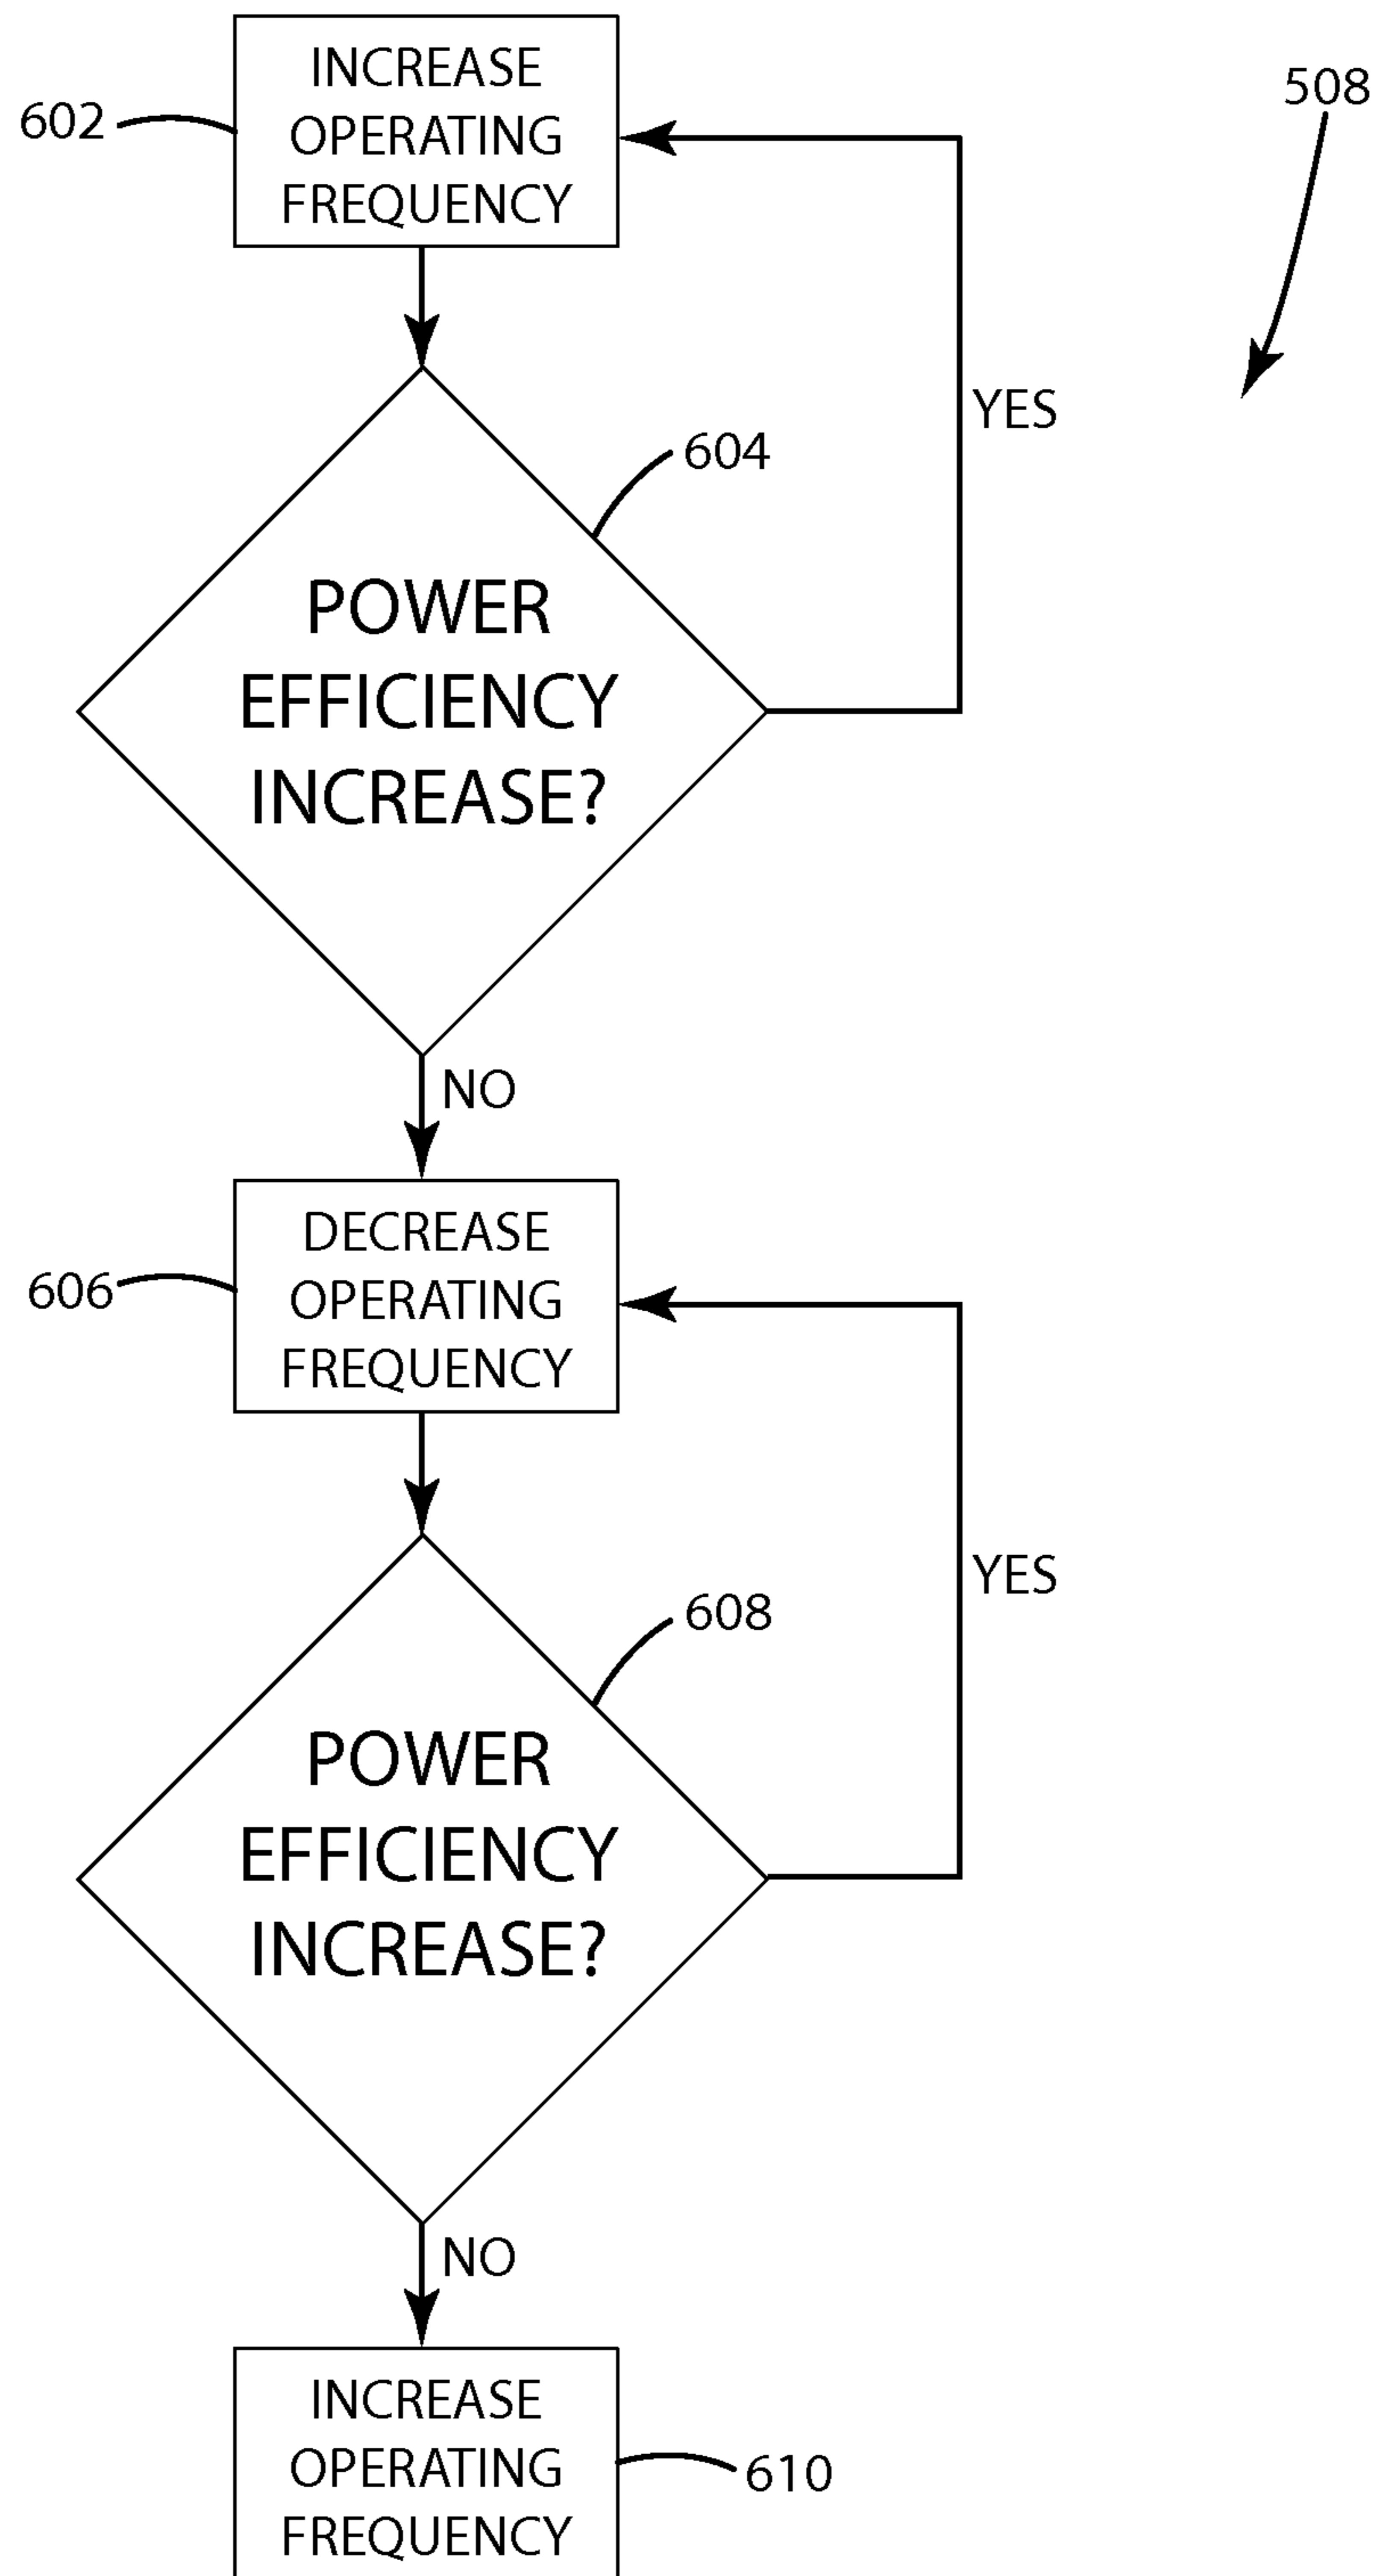 INCREASE
OPERATING
FREQUENCY
602
508
YES
604
POWER
EFFICIENCY
INCREASE?
NO
DECREASE
OPERATING
FREQUENCY
606
YES
608
POWER
EFFICIENCY
INCREASE?
NO
INCREASE
OPERATING
FREQUENCY
610